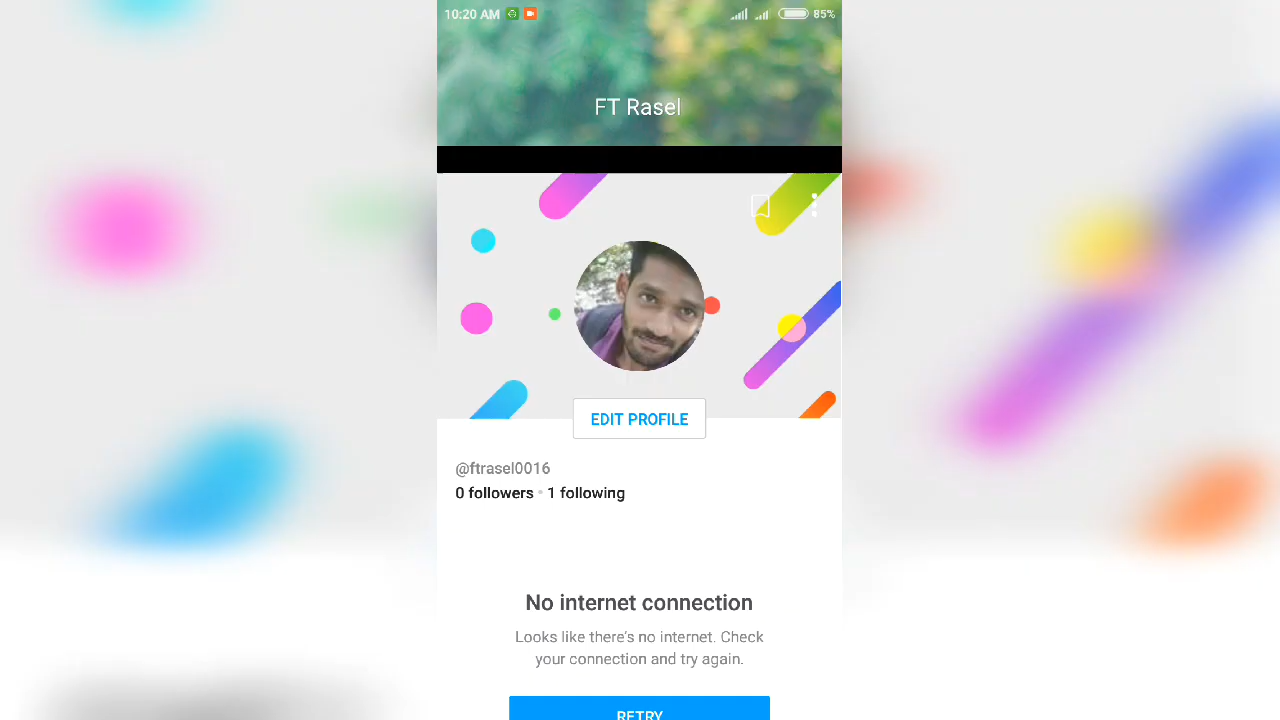 10:20 AM 85%
FT Rasel
EDIT PROFILE
@ftrasel0016
0 followers • 1 following
No internet connection
Looks like there's no internet. Check
your connection and try again.
RETRY